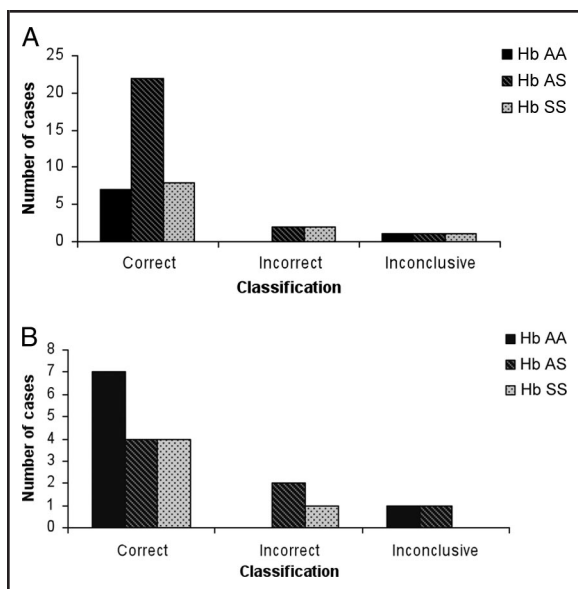 A
Number of cases
25
20
15
10
5
0
Correct Incorrect Inconclusive
Classification
Hb AA
Hb AS
Hb SS
B
Number of cases
8
7
6
5
4
3
2
1
0
Correct Incorrect Inconclusive
Classification
Hb AA
Hb AS
Hb SS